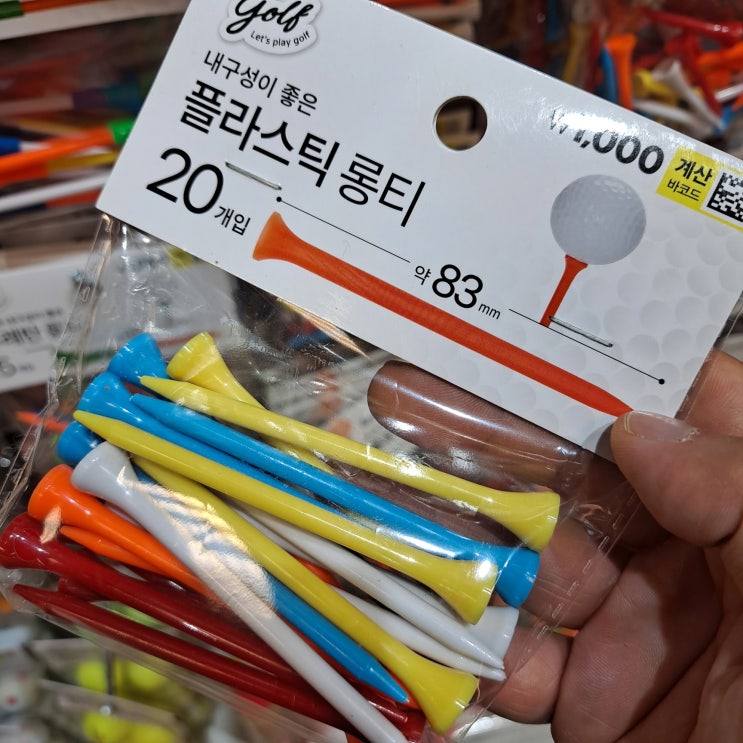 golf
Let's play golf
내구성이 좋은
플라스틱 롱티
20개입
₩1,000
계산
바코드
약 83mm